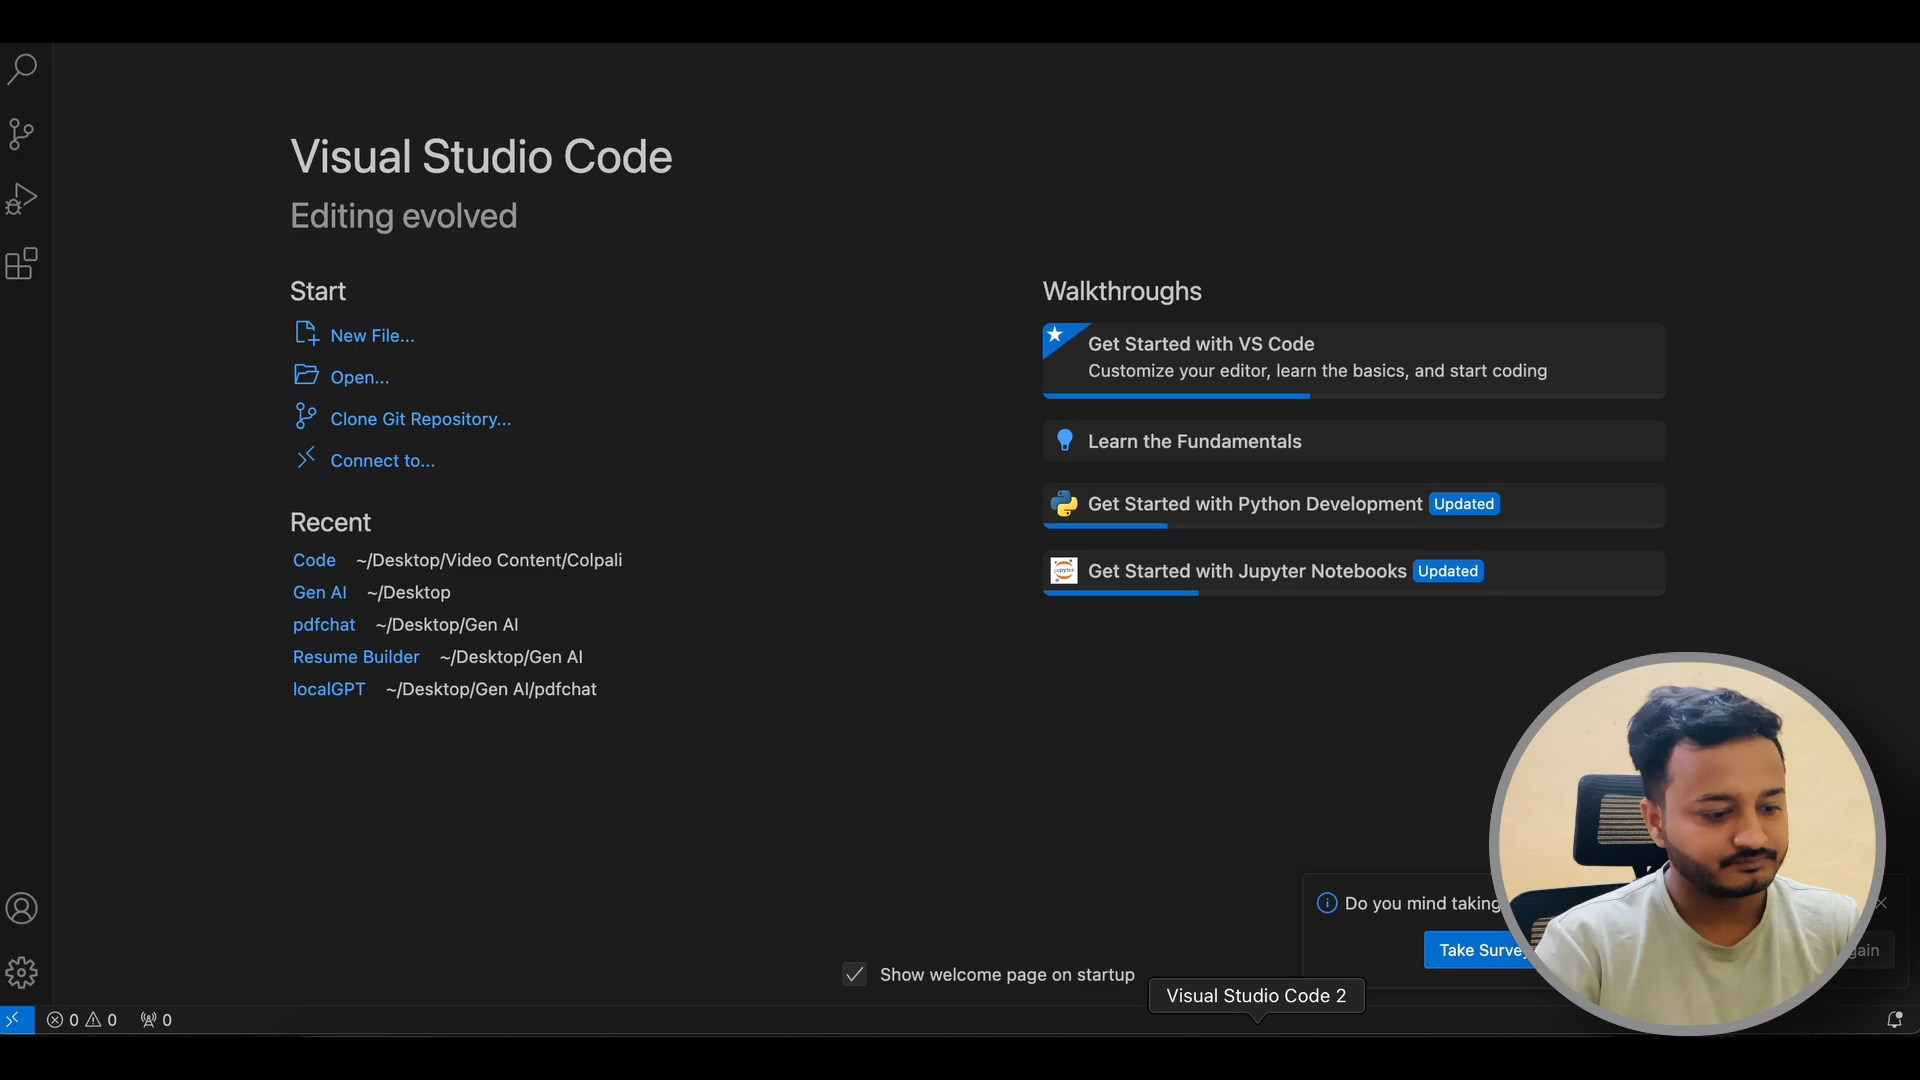 Visual Studio Code
Editing evolved
Start
New File...
Open...
Clone Git Repository...
Connect to...
Recent
Code ~/Desktop/Video Content/Colpali
Gen AI ~/Desktop
pdfchat ~/Desktop/Gen AI
Resume Builder ~/Desktop/Gen AI
localGPT ~/Desktop/Gen AI/pdfchat
Walkthroughs
Get Started with VS Code
Customize your editor, learn the basics, and start coding
Learn the Fundamentals
Get Started with Python Development Updated
jupyter
Get Started with Jupyter Notebooks Updated
Do you mind taking
Take Survey
Show welcome page on startup
Visual Studio Code 2
0 0 0